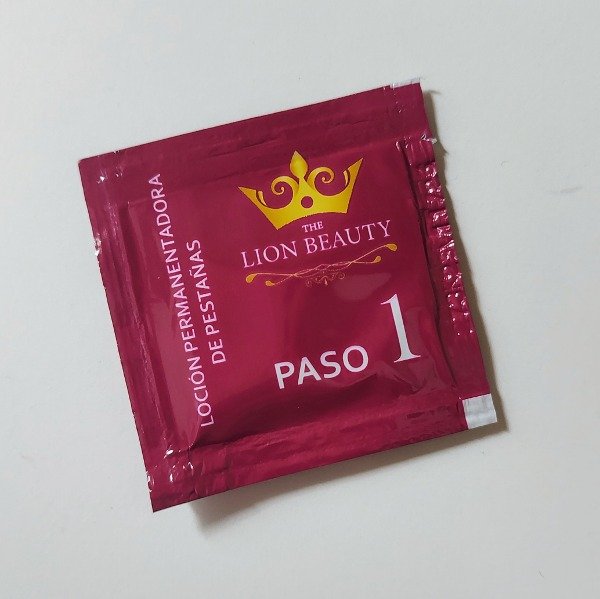 THE
LION BEAUTY
PASO 1
LOCIÓN PERMANENTADORA
DE PESTAÑAS